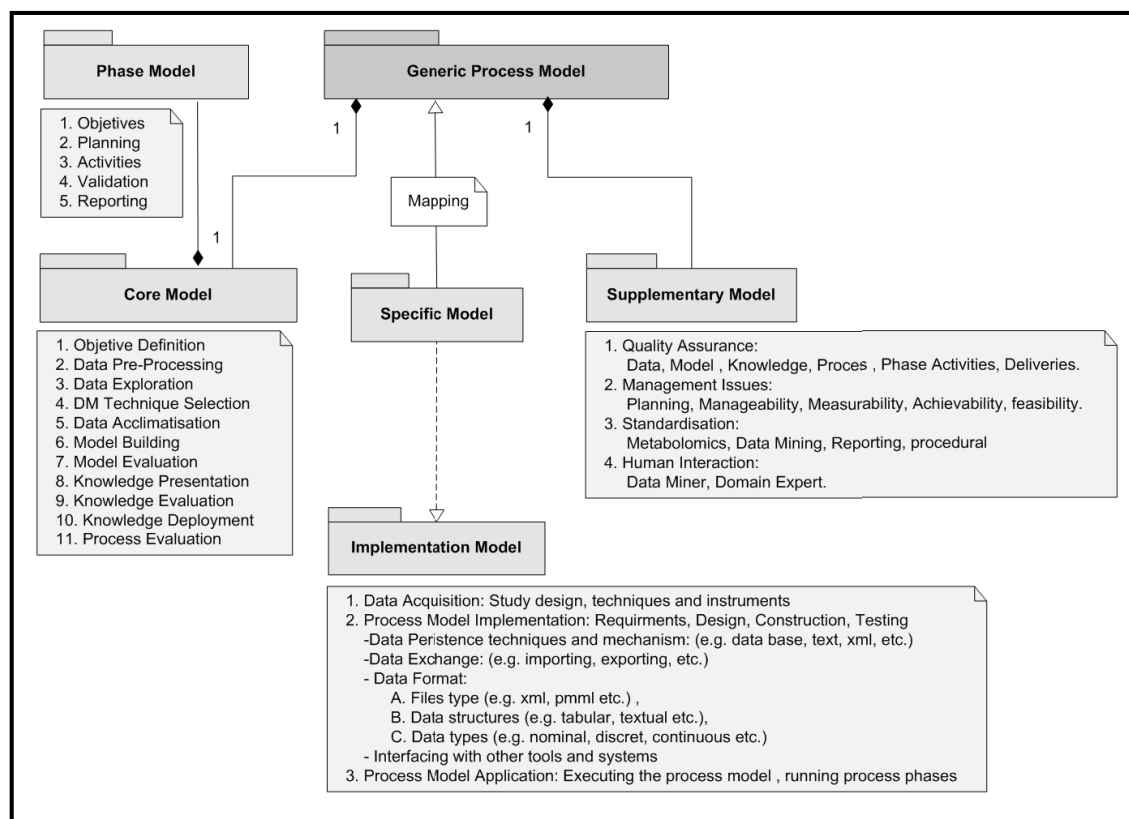 Phase Model
Generic Process Model
1
1
1. Objetives
2. Planning
3. Activities
4. Validation
5. Reporting
Mapping
1
Core Model
Specific Model
Supplementary Model
1. Objetive Definition
2. Data Pre-Processing
3. Data Exploration
4. DM Technique Selection
5. Data Acclimatisation
6. Model Building
7. Model Evaluation
8. Knowledge Presentation
9. Knowledge Evaluation
10. Knowledge Deployment
11. Process Evaluation
1. Quality Assurance:
Data, Model , Knowledge, Proces , Phase Activities, Deliveries.
2. Management Issues:
Planning, Manageability, Measurability, Achievability, feasibility.
3. Standardisation:
Metabolomics, Data Mining, Reporting, procedural
4. Human Interaction:
Data Miner, Domain Expert.
Implementation Model
1. Data Acquisition: Study design, techniques and instruments
2. Process Model Implementation: Requirments, Design, Construction, Testing
-Data Peristence techniques and mechanism: (e.g. data base, text, xml, etc.)
-Data Exchange: (e.g. importing, exporting, etc.)
- Data Format:
A. Files type (e.g. xml, pmml etc.) ,
B. Data structures (e.g. tabular, textual etc.),
C. Data types (e.g. nominal, discret, continuous etc.)
- Interfacing with other tools and systems
3. Process Model Application: Executing the process model , running process phases